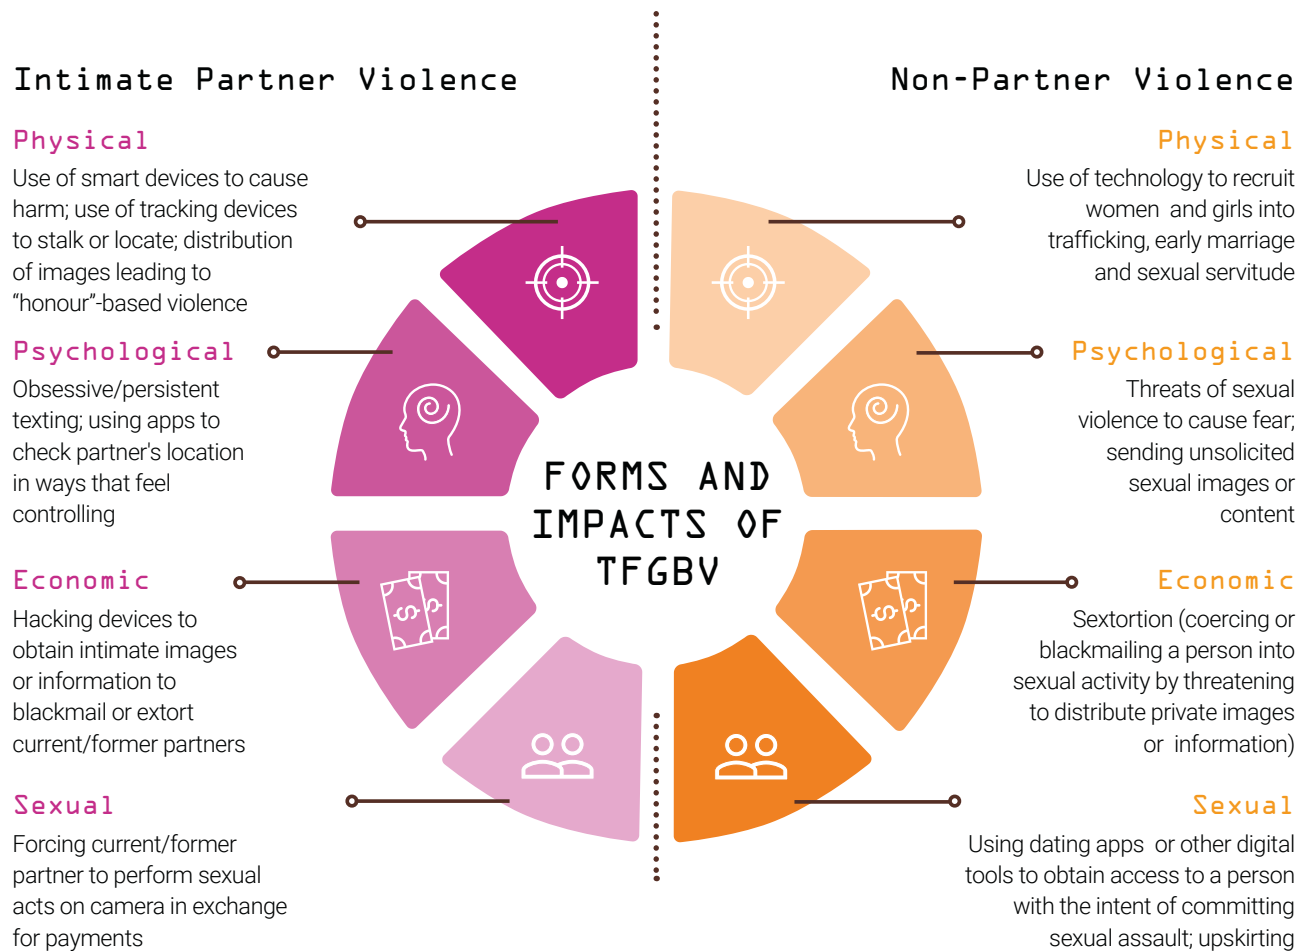 Intimate Partner Violence
Physical
Use of smart devices to cause
harm; use of tracking devices
to stalk or locate; distribution
of images leading to
“honour”-based violence
Psychological
Obsessive/persistent
texting; using apps to
check partner's location
in ways that feel
controlling
Economic
Hacking devices to
obtain intimate images
or information to
blackmail or extort
current/former partners
Sexual
Forcing current/former
partner to perform sexual
acts on camera in exchange
for payments
FORMS AND
IMPACTS OF
TFGBV
Non-Partner Violence
Physical
Use of technology to recruit
women and girls into
trafficking, early marriage
and sexual servitude
Psychological
Threats of sexual
violence to cause fear;
sending unsolicited
sexual images or
content
Economic
Sextortion (coercing or
blackmailing a person into
sexual activity by threatening
to distribute private images
or information)
Sexual
Using dating apps or other digital
tools to obtain access to a person
with the intent of committing
sexual assault; upskirting